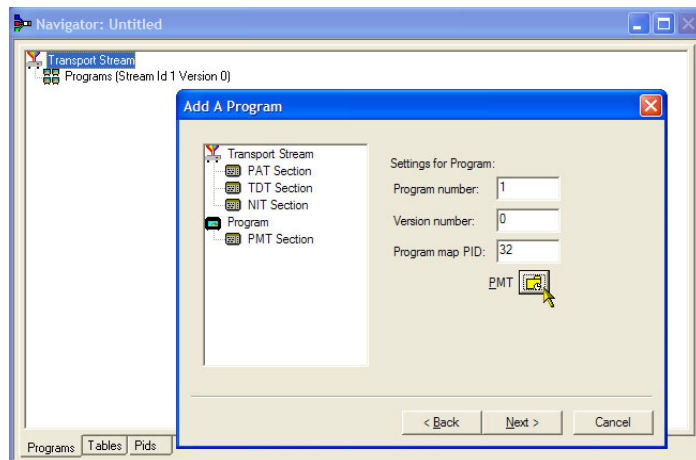 Navigator: Untitled
Transport Stream
Programs (Stream Id 1 Version 0)
Add A Program
Transport Stream
PAT Section
TDT Section
NIT Section
Program
PMT Section
Settings for Program:
Program number: 1
Version number: 0
Program map PID: 32
PMT
< Back Next > Cancel
Programs Tables Pids